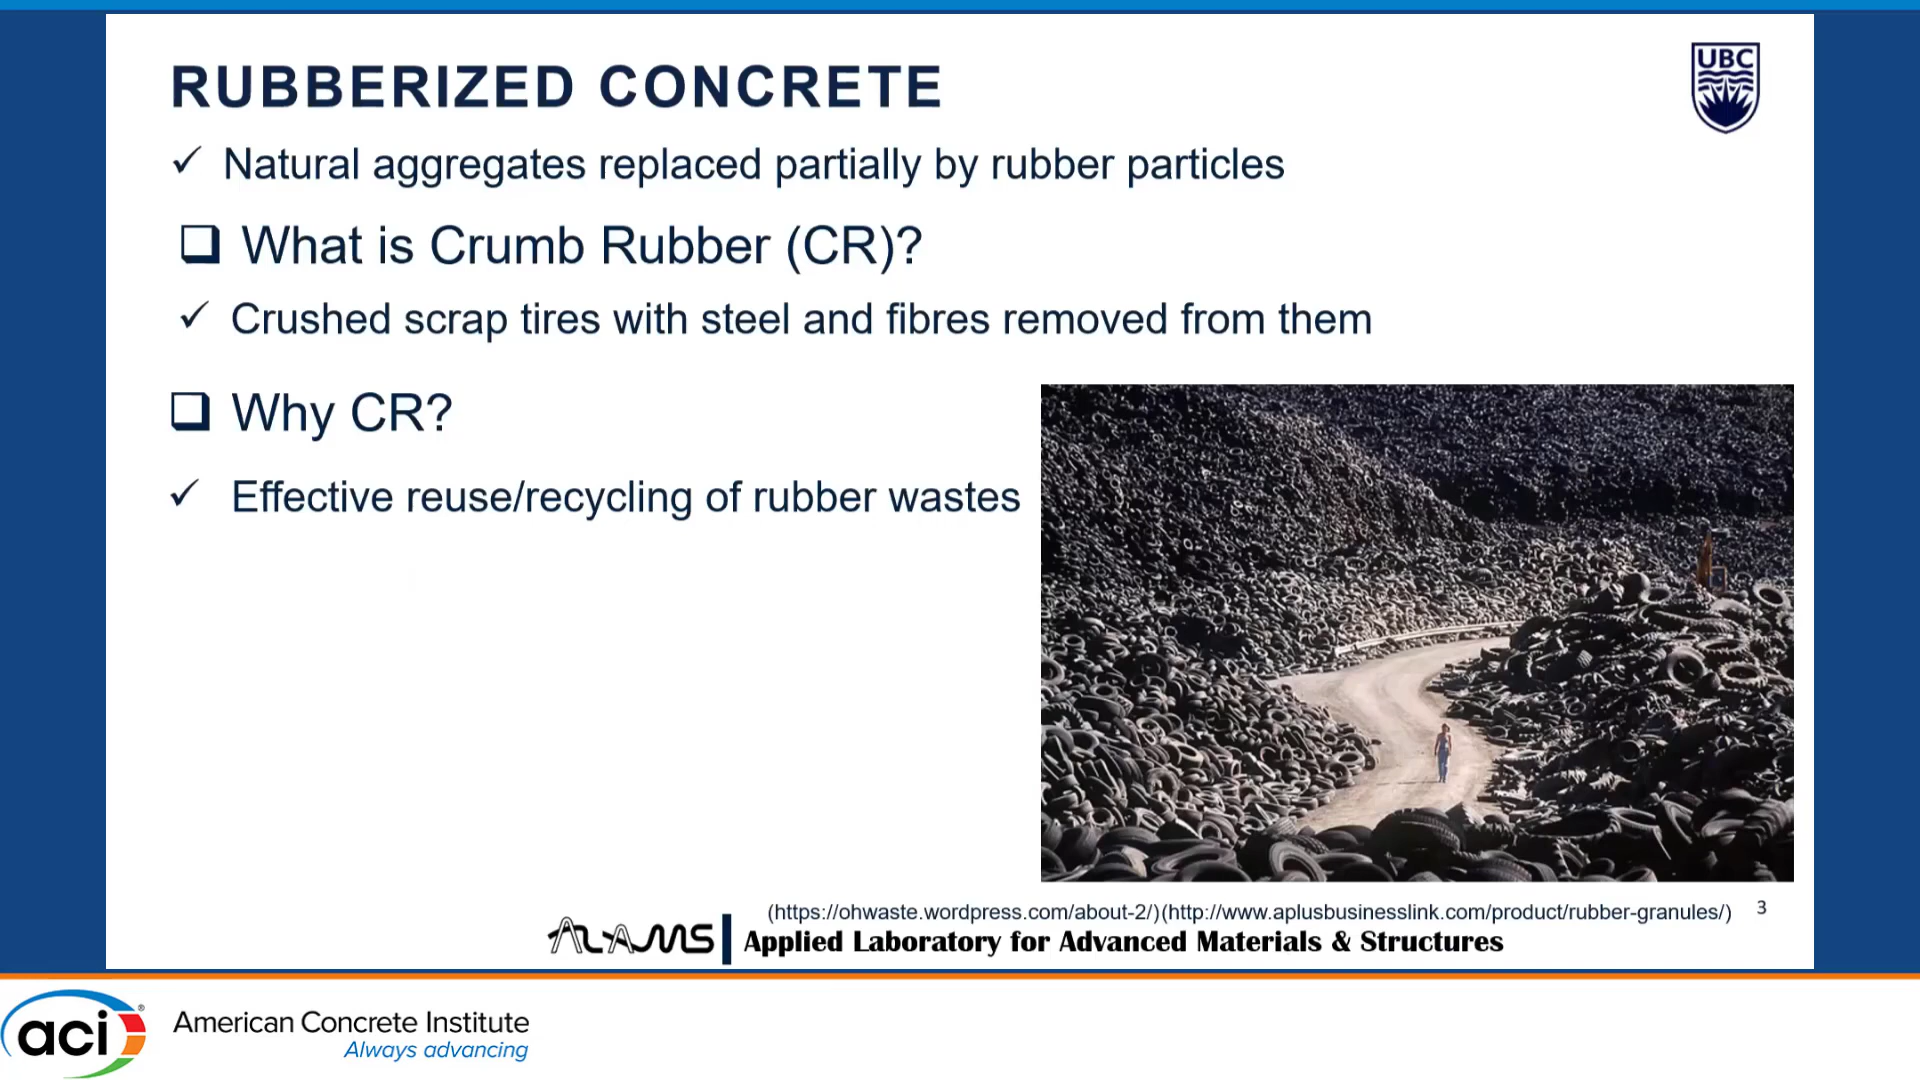 RUBBERIZED CONCRETE
UBC
✓ Natural aggregates replaced partially by rubber particles
❑ What is Crumb Rubber (CR)?
✓ Crushed scrap tires with steel and fibres removed from them
❑ Why CR?
✓ Effective reuse/recycling of rubber wastes
(https://ohwaste.wordpress.com/about-2/)(http://www.aplusbusinesslink.com/product/rubber-granules/) 3
ALAMS Applied Laboratory for Advanced Materials & Structures
aci® American Concrete Institute
Always advancing